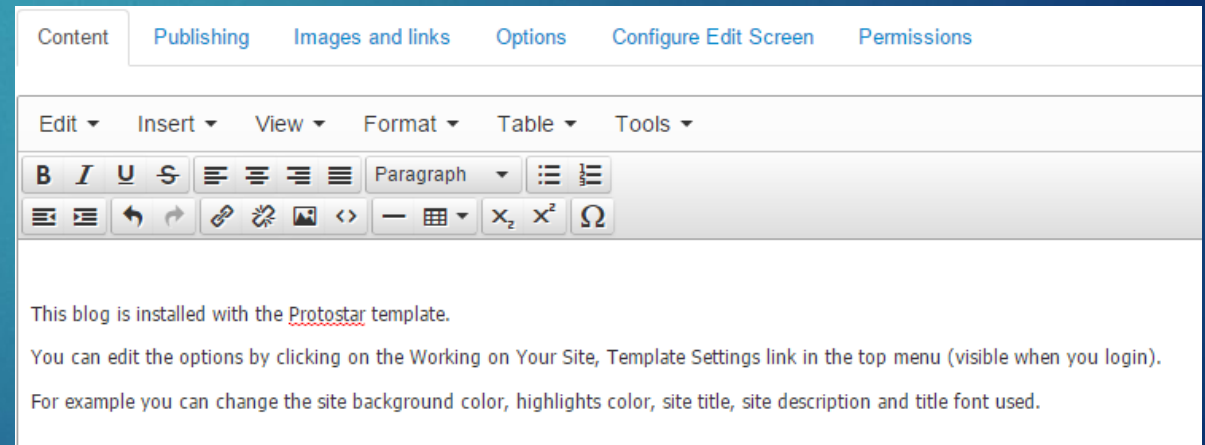 Content Publishing Images and links Options Configure Edit Screen Permissions
Edit Insert View Format Table Tools
B I U S Paragraph
x₂ x² Ω
This blog is installed with the Protostar template.
You can edit the options by clicking on the Working on Your Site, Template Settings link in the top menu (visible when you login).
For example you can change the site background color, highlights color, site title, site description and title font used.